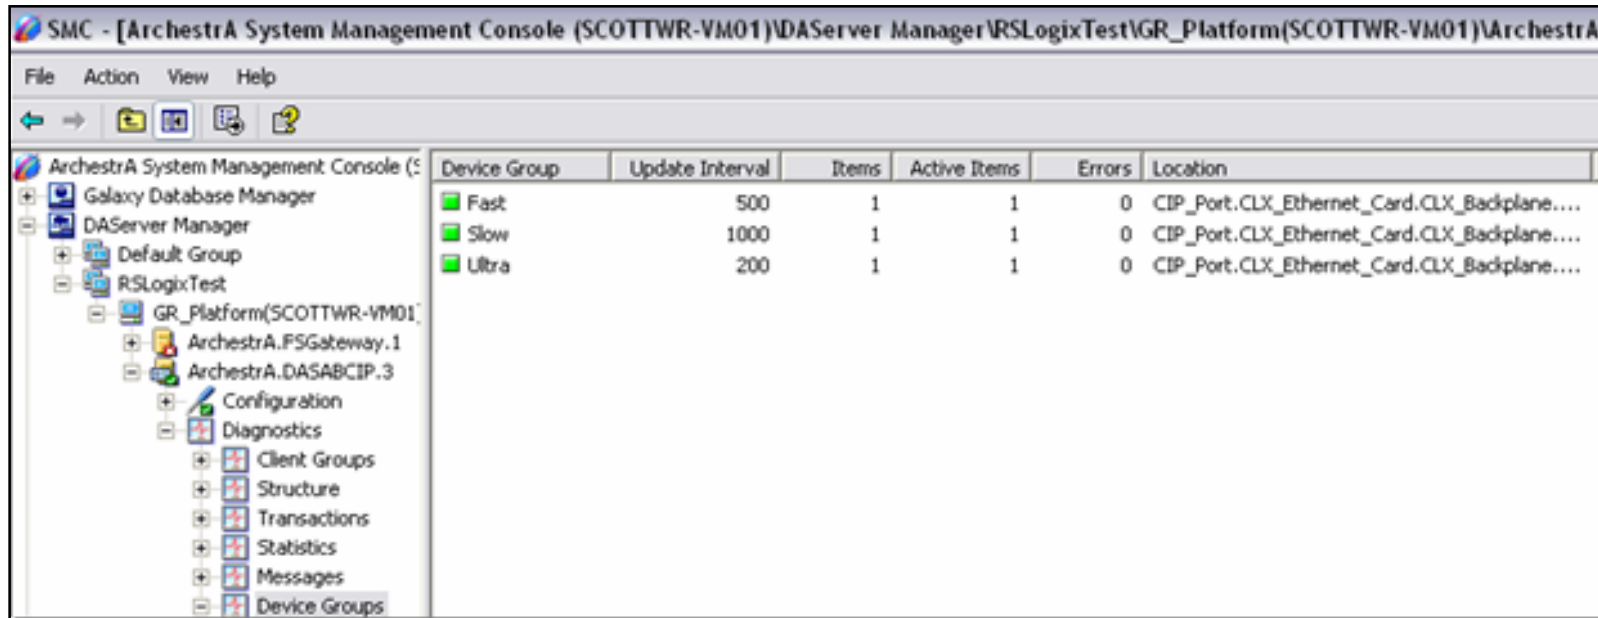 SMC - [ArchestrA System Management Console (SCOTTWR-VM01)\DAServer Manager\RSLogixTest\GR_Platform(SCOTTWR-VM01)\ArchestrA
File Action View Help
ArchestrA System Management Console (S
Galaxy Database Manager
DAServer Manager
Default Group
RSLogixTest
GR_Platform(SCOTTWR-VM01)
ArchestrA.FSGateway.1
ArchestrA.DASABCIP.3
Configuration
Diagnostics
Client Groups
Structure
Transactions
Statistics
Messages
Device Groups
Device Group Update Interval Items Active Items Errors Location
Fast 500 1 1 0 CIP_Port.CLX_Ethernet_Card.CLX_Backplane....
Slow 1000 1 1 0 CIP_Port.CLX_Ethernet_Card.CLX_Backplane....
Ultra 200 1 1 0 CIP_Port.CLX_Ethernet_Card.CLX_Backplane....